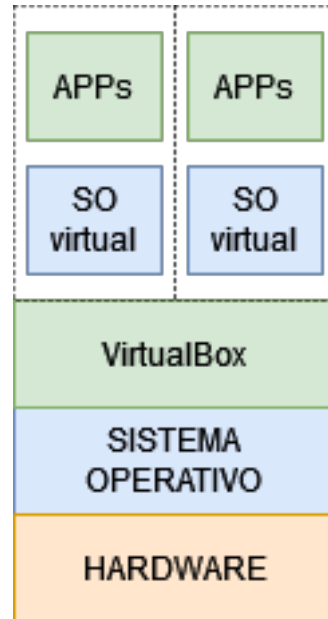 APPs
APPs
SO
virtual
SO
virtual
VirtualBox
SISTEMA
OPERATIVO
HARDWARE